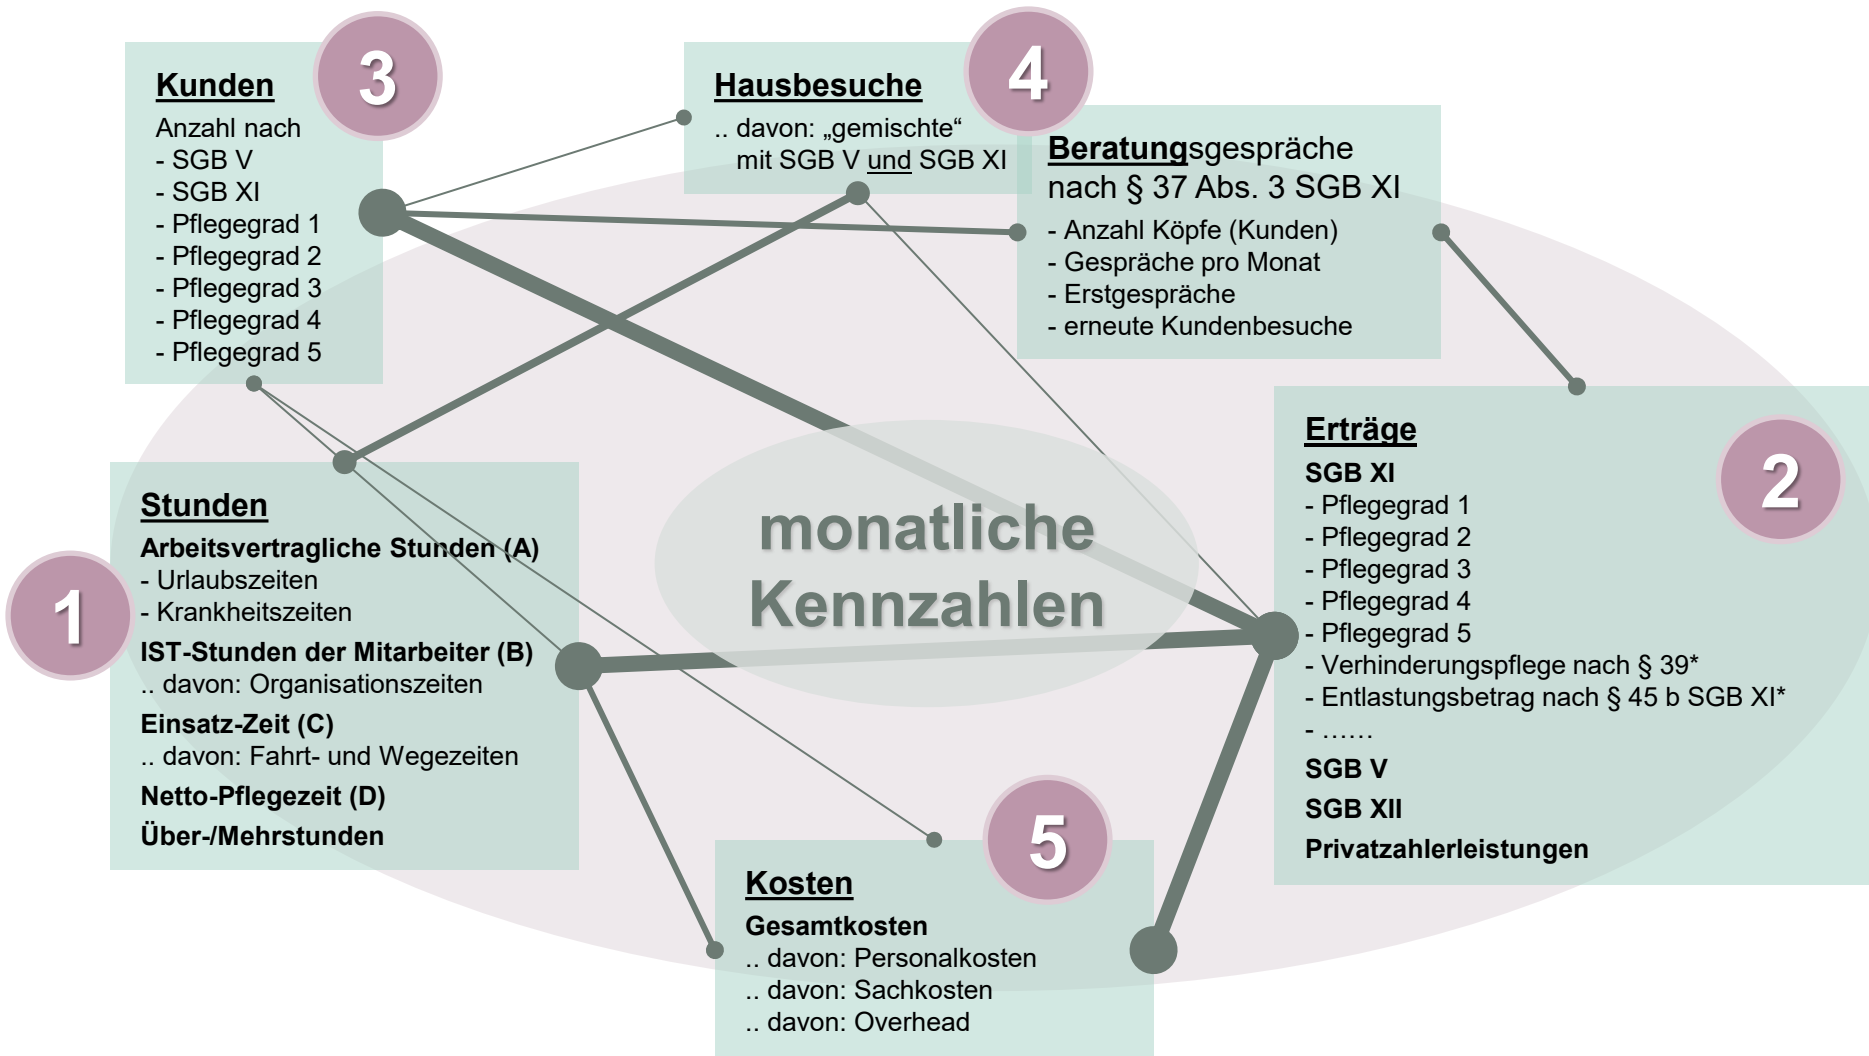 3
Kunden
Anzahl nach
- SGB V
- SGB XI
- Pflegegrad 1
- Pflegegrad 2
- Pflegegrad 3
- Pflegegrad 4
- Pflegegrad 5
4
Hausbesuche
.. davon: „gemischte“
mit SGB V und SGB XI
Beratungsgespräche
nach § 37 Abs. 3 SGB XI
- Anzahl Köpfe (Kunden)
- Gespräche pro Monat
- Erstgespräche
- erneute Kundenbesuche
monatliche
Kennzahlen
1
Stunden
Arbeitsvertragliche Stunden (A)
- Urlaubszeiten
- Krankheitszeiten
IST-Stunden der Mitarbeiter (B)
.. davon: Organisationszeiten
Einsatz-Zeit (C)
.. davon: Fahrt- und Wegezeiten
Netto-Pflegezeit (D)
Über-/Mehrstunden
2
Erträge
SGB XI
- Pflegegrad 1
- Pflegegrad 2
- Pflegegrad 3
- Pflegegrad 4
- Pflegegrad 5
- Verhinderungspflege nach § 39*
- Entlastungsbetrag nach § 45 b SGB XI*
- ……
SGB V
SGB XII
Privatzahlerleistungen
5
Kosten
Gesamtkosten
.. davon: Personalkosten
.. davon: Sachkosten
.. davon: Overhead